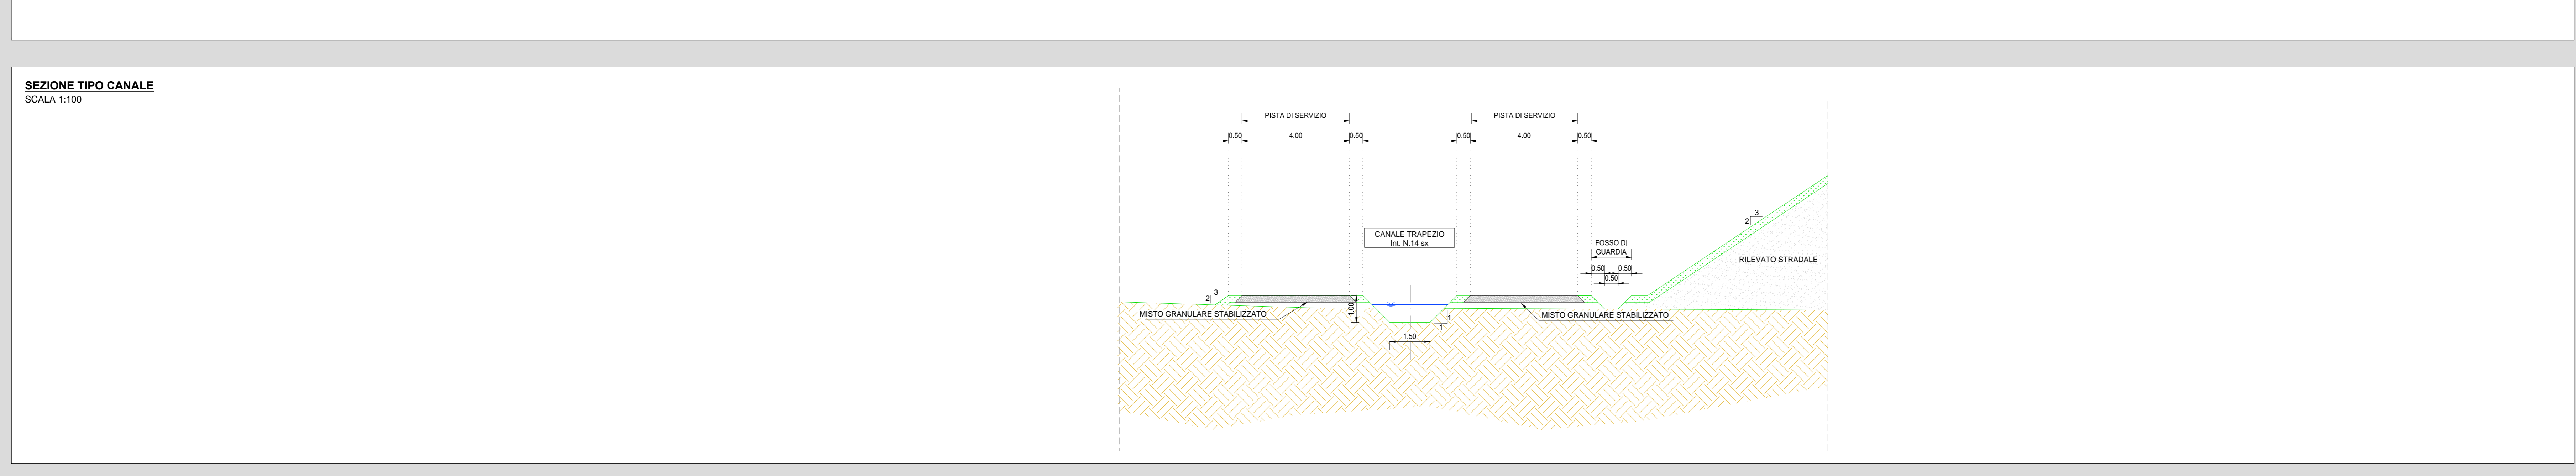 SEZIONE TIPO CANALE
SCALA 1:100
PISTA DI SERVIZIO
PISTA DI SERVIZIO
0.50 4.00 0.50
0.50 4.00 0.50
CANALE TRAPEZIO
Int. N.14 sx
3
2
FOSSO DI
GUARDIA
0.50 0.50
0.50
RILEVATO STRADALE
3
2
MISTO GRANULARE STABILIZZATO
1.00
1
1
MISTO GRANULARE STABILIZZATO
1.50